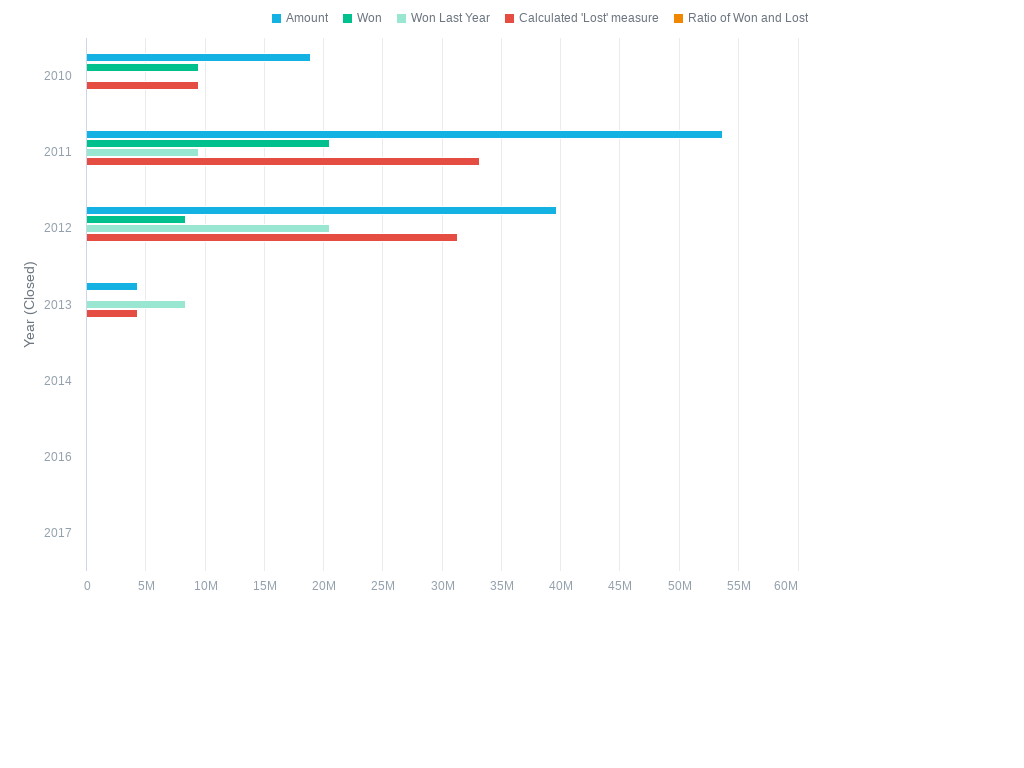 Amount Won Won Last Year Calculated 'Lost' measure Ratio of Won and Lost
Year (Closed)
2010
2011
2012
2013
2014
2016
2017
0 5M 10M 15M 20M 25M 30M 35M 40M 45M 50M 55M 60M